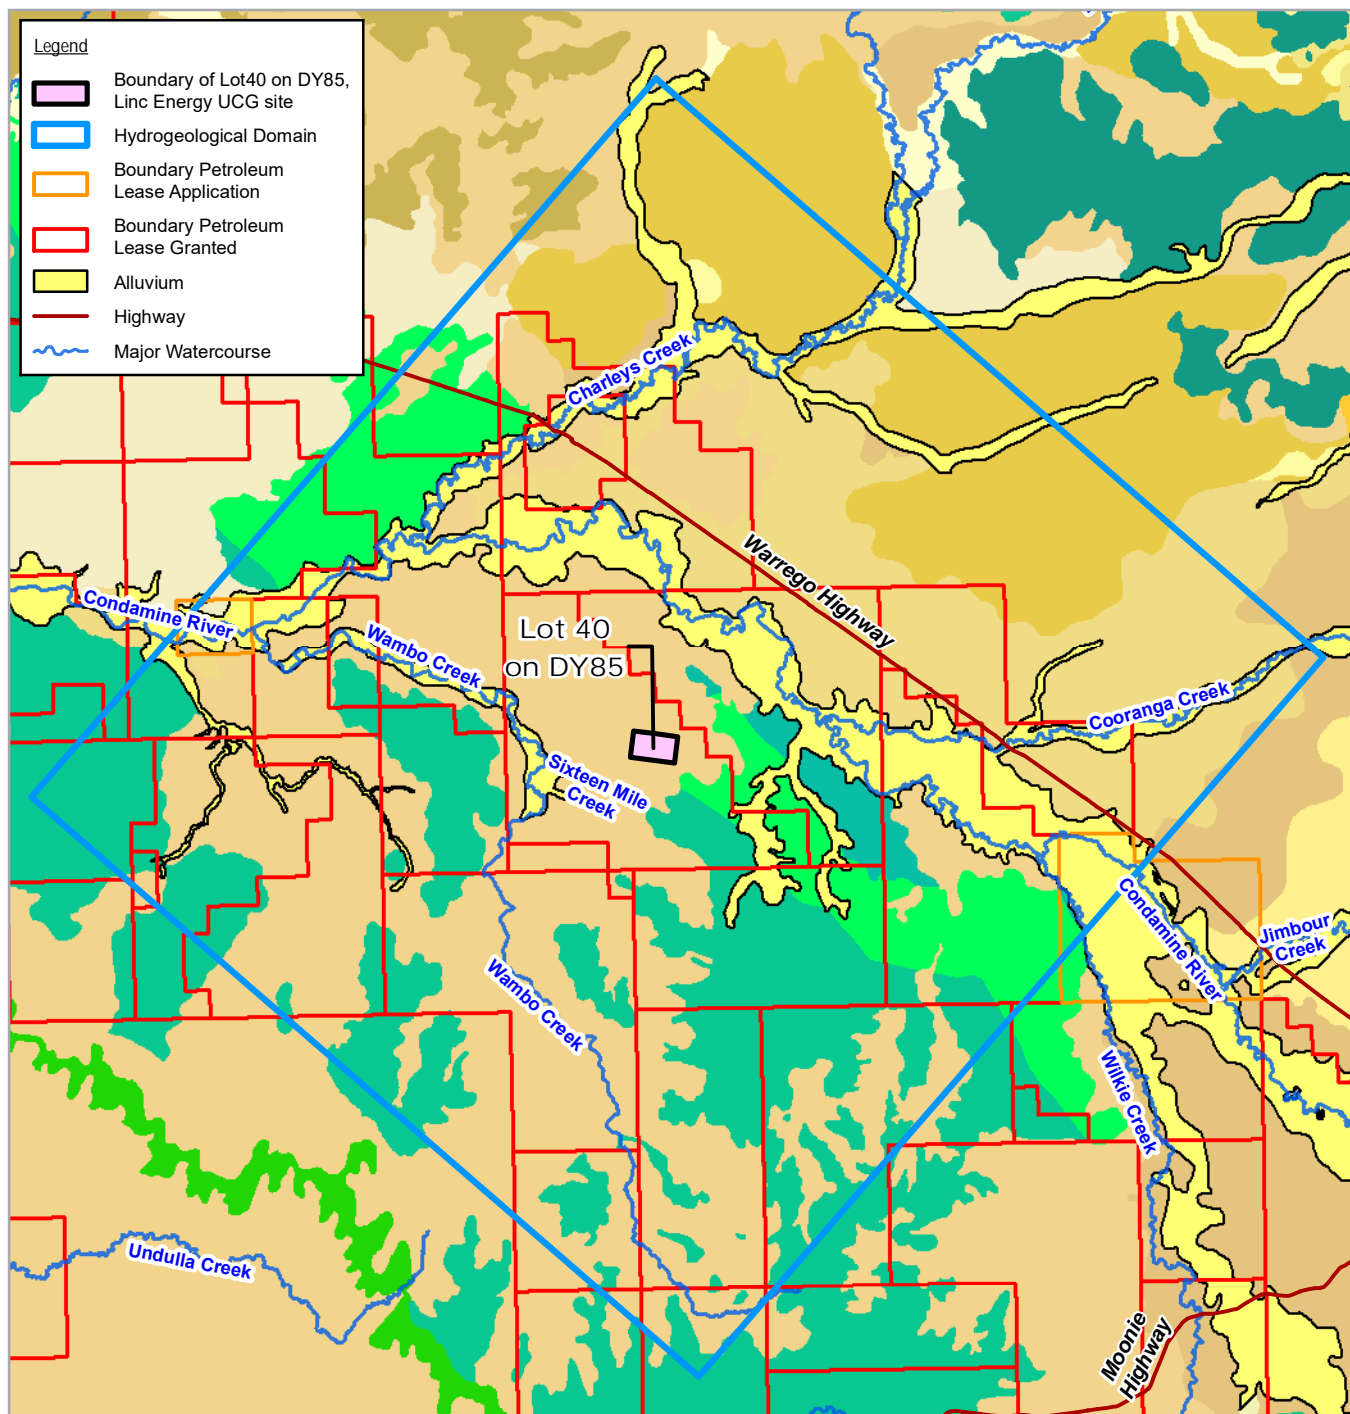 Legend
Boundary of Lot40 on DY85,
Linc Energy UCG site
Hydrogeological Domain
Boundary Petroleum
Lease Application
Boundary Petroleum
Lease Granted
Alluvium
Highway
Major Watercourse
Charleys Creek
Warrego Highway
Condamine River
Wambo Creek
Lot 40
on DY85
Cooranga Creek
Sixteen Mile
Creek
Condamine River
Jimbour
Creek
Wambo Creek
Wilkie Creek
Undulla Creek
Moonie
Highway